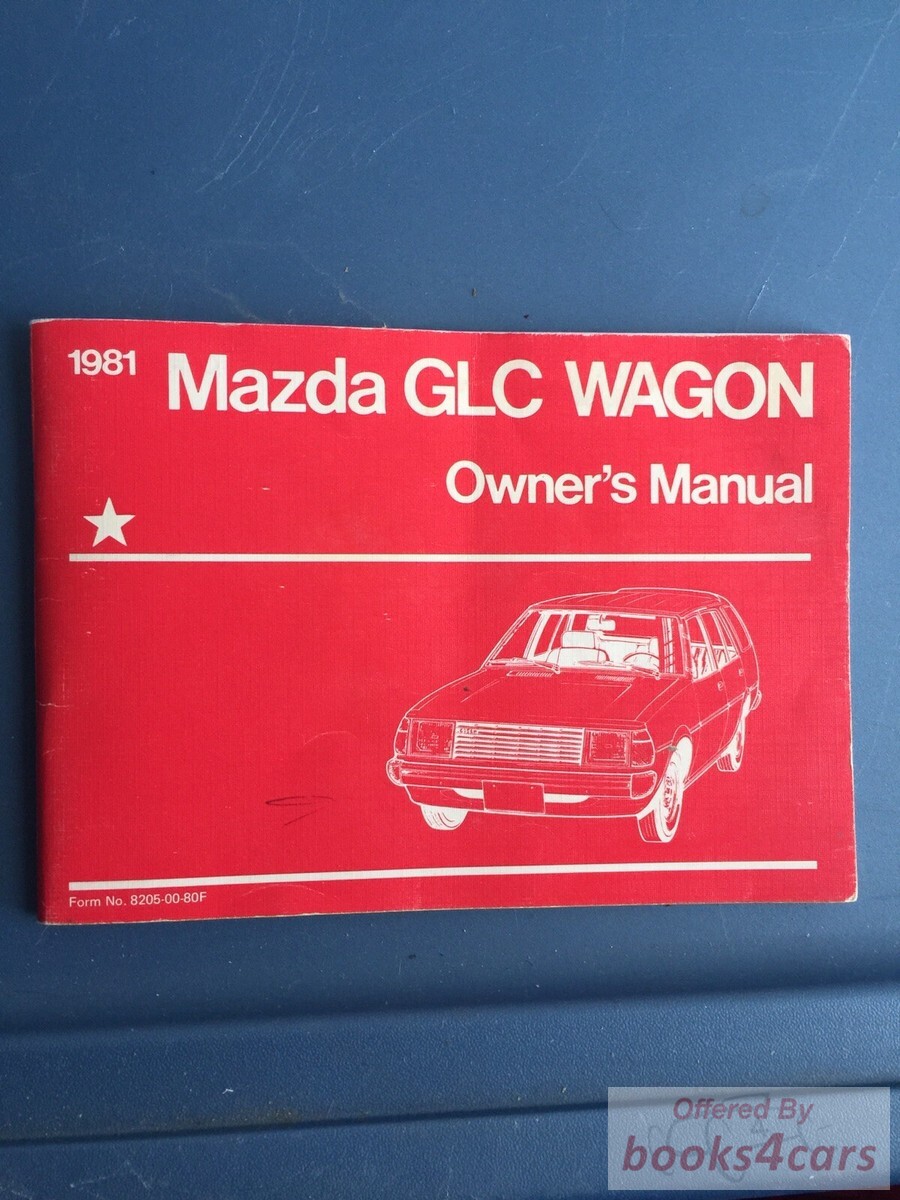 1981 Mazda GLC WAGON
Owner's Manual
Form No. 8205-00-80F
Offered By
books4cars